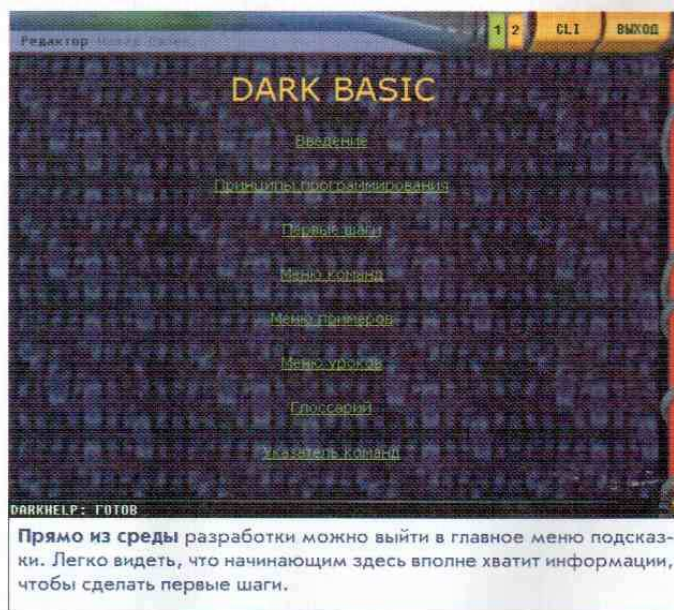 1 2 CLI ВЫХОД
Редактор
DARK BASIC
Введение
Принципы программирования
Первые шаги
Меню команд
Меню примеров
Меню уроков
Глоссарий
Указатель команд
DARKHELP: ГОТОВ
Прямо из среды разработки можно выйти в главное меню подсказ-
ки. Легко видеть, что начинающим здесь вполне хватит информации,
чтобы сделать первые шаги.